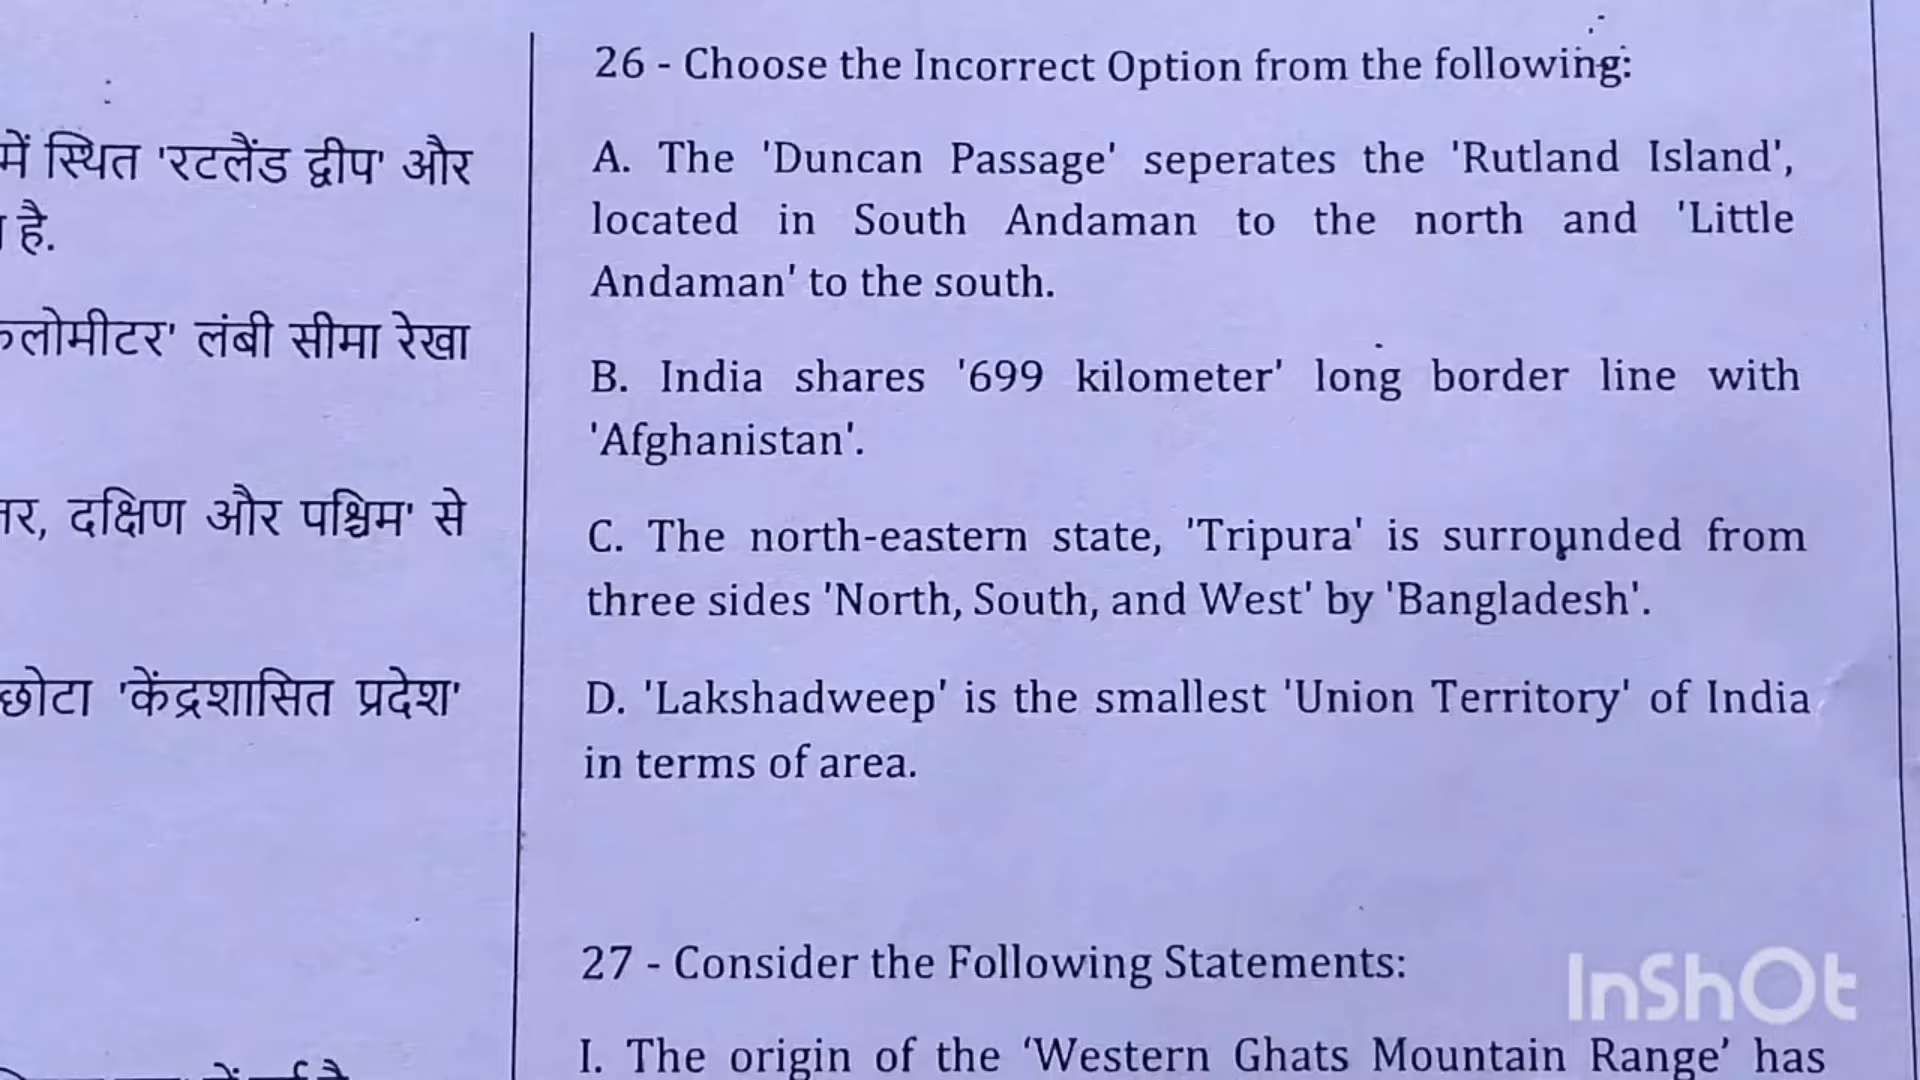 में स्थित 'रटलैंड द्वीप' और
है.
लोमीटर' लंबी सीमा रेखा
दक्षिण और पश्चिम' से
छोटा 'केंद्रशासित प्रदेश'
26 - Choose the Incorrect Option from the following:
A. The 'Duncan Passage' seperates the 'Rutland Island',
located in South Andaman to the north and 'Little
Andaman' to the south.
B. India shares '699 kilometer' long border line with
'Afghanistan'.
C. The north-eastern state, 'Tripura' is surrounded from
three sides 'North, South, and West' by 'Bangladesh'.
D. 'Lakshadweep' is the smallest 'Union Territory' of India
in terms of area.
27 - Consider the Following Statements:
I. The origin of the ‘Western Ghats Mountain Range’ has
InShOt